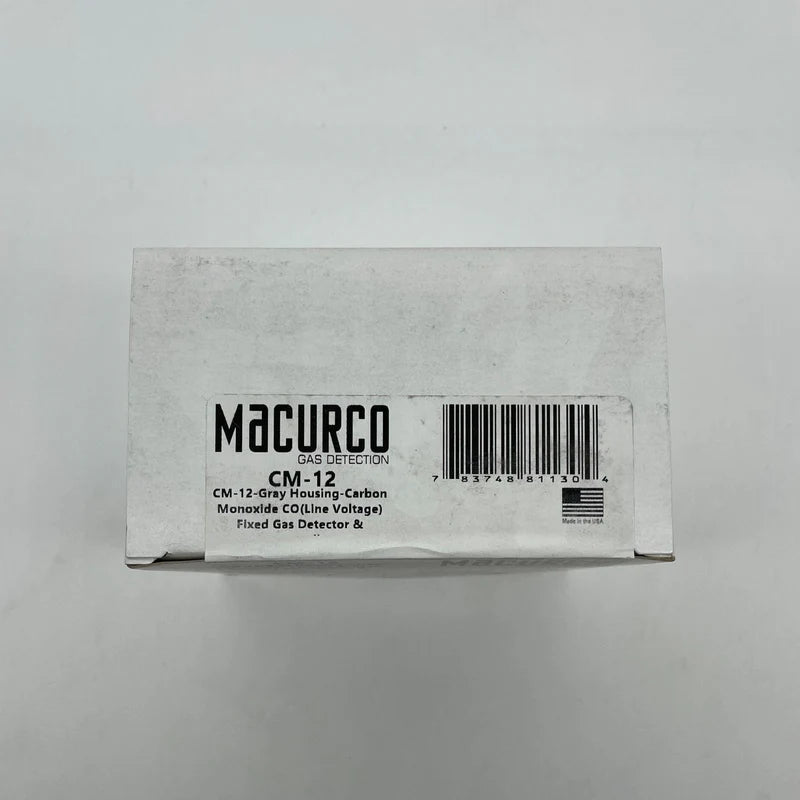 MaCURCO
GAS DETECTION
CM-12
CM-12-Gray Housing-Carbon
Monoxide CO(Line Voltage)
Fixed Gas Detector &
7 83748 81130 4
Made in the USA